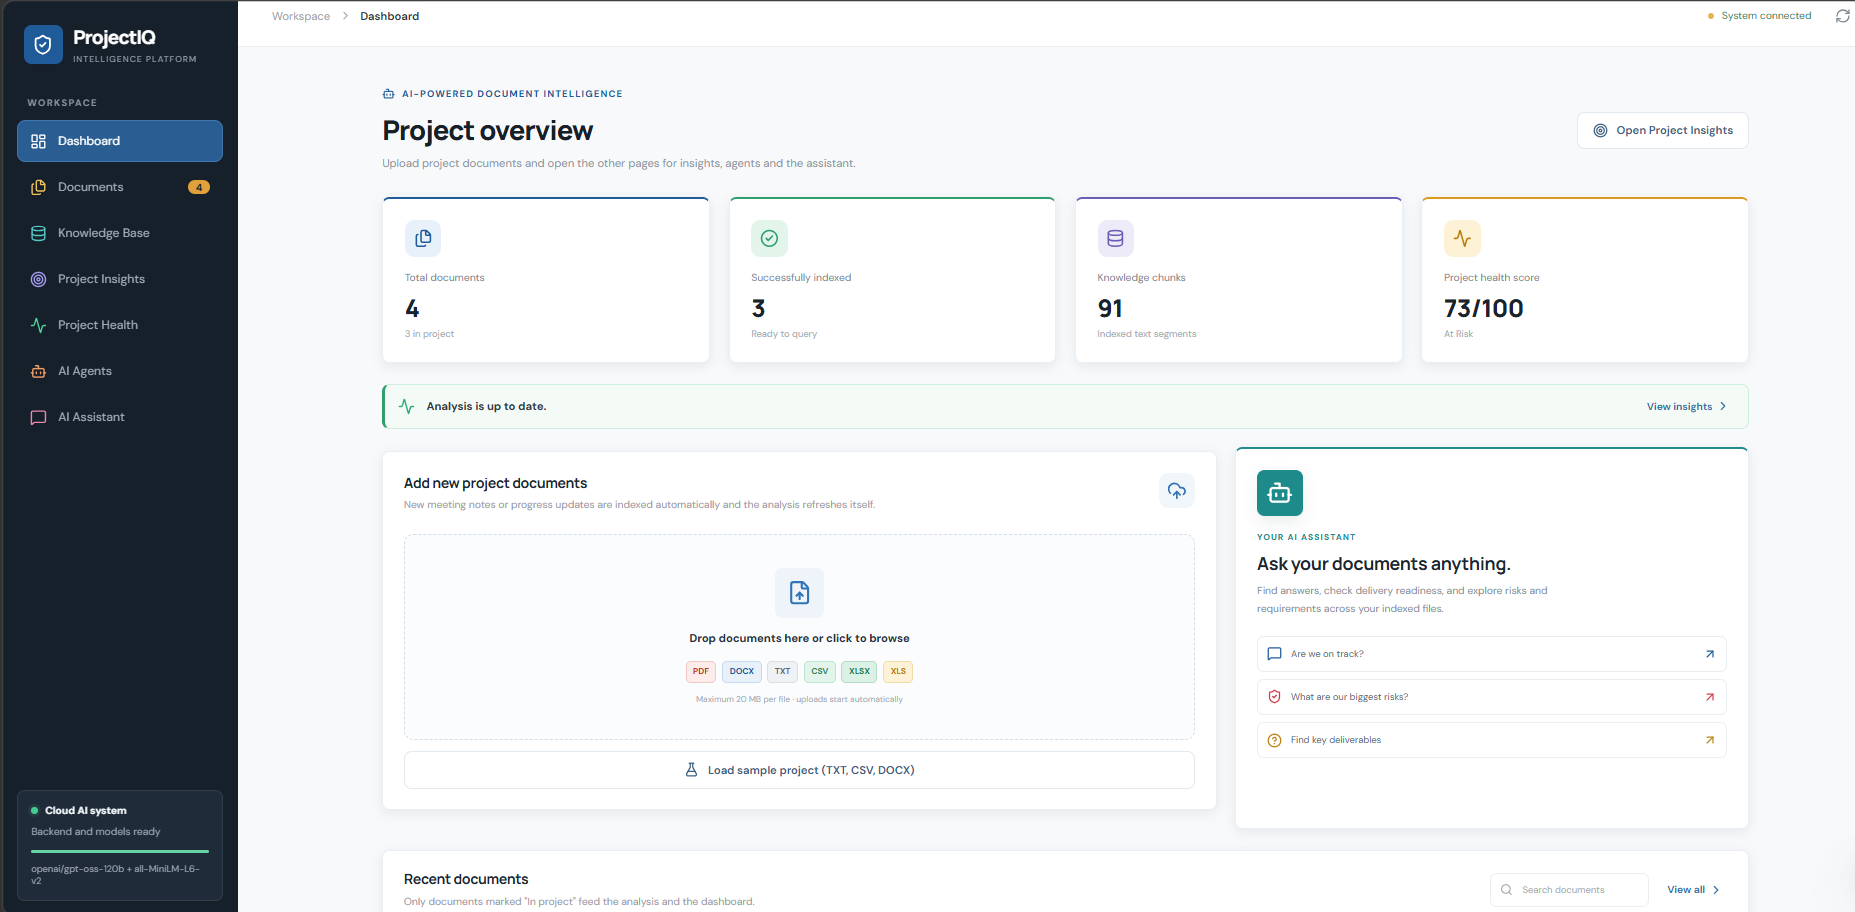 ProjectIQ
INTELLIGENCE PLATFORM
WORKSPACE
Dashboard
Documents 4
Knowledge Base
Project Insights
Project Health
AI Agents
AI Assistant
Cloud AI system
Backend and models ready
openai/gpt-oss-120b + all-MiniLM-L6-
v2
Workspace > Dashboard
System connected
AI-POWERED DOCUMENT INTELLIGENCE
Project overview
Upload project documents and open the other pages for insights, agents and the assistant.
Open Project Insights
Total documents
4
3 in project
Successfully indexed
3
Ready to query
Knowledge chunks
91
Indexed text segments
Project health score
73/100
At Risk
Analysis is up to date.
View insights
Add new project documents
New meeting notes or progress updates are indexed automatically and the analysis refreshes itself.
Drop documents here or click to browse
PDF DOCX TXT CSV XLSX XLS
Maximum 20 MB per file · uploads start automatically
Load sample project (TXT, CSV, DOCX)
YOUR AI ASSISTANT
Ask your documents anything.
Find answers, check delivery readiness, and explore risks and
requirements across your indexed files.
Are we on track?
What are our biggest risks?
Find key deliverables
Recent documents
Only documents marked "In project" feed the analysis and the dashboard.
Search documents
View all